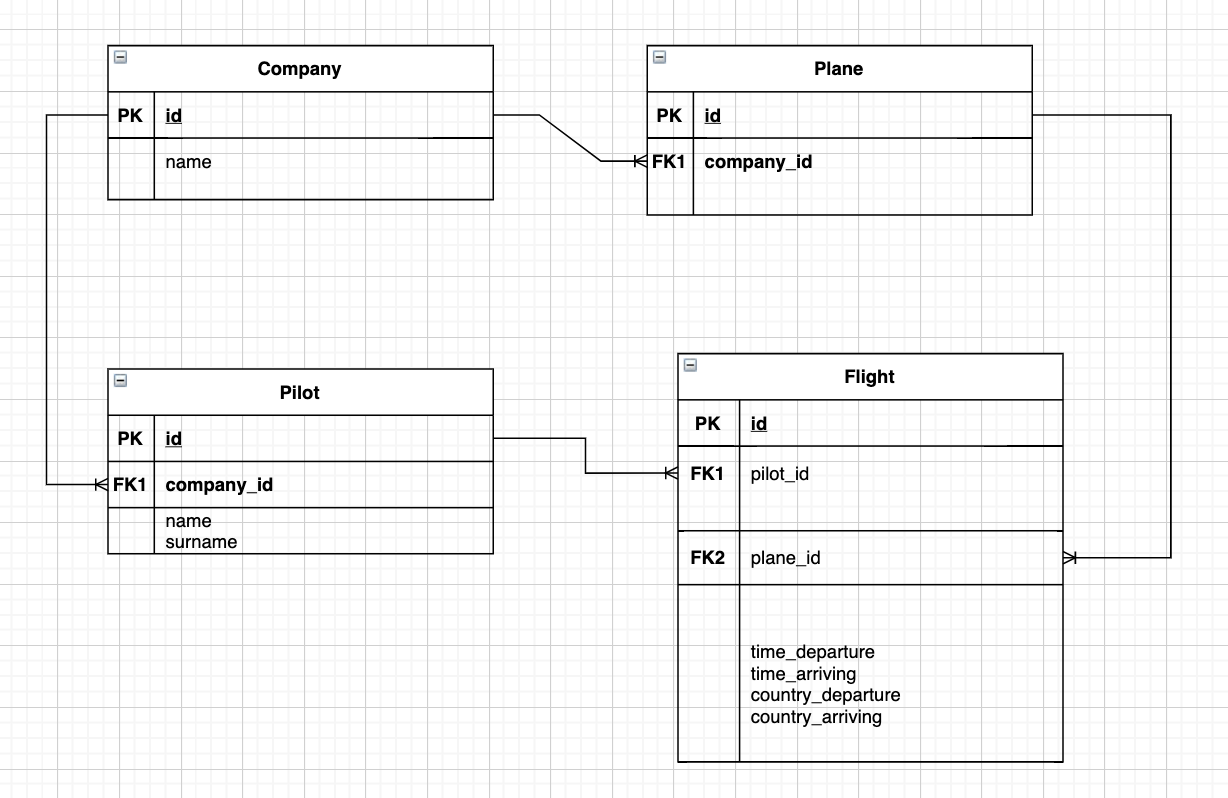 Company
PK id
name
Plane
PK id
FK1 company_id
Pilot
PK id
FK1 company_id
name
surname
Flight
PK id
FK1 pilot_id
FK2 plane_id
time_departure
time_arriving
country_departure
country_arriving